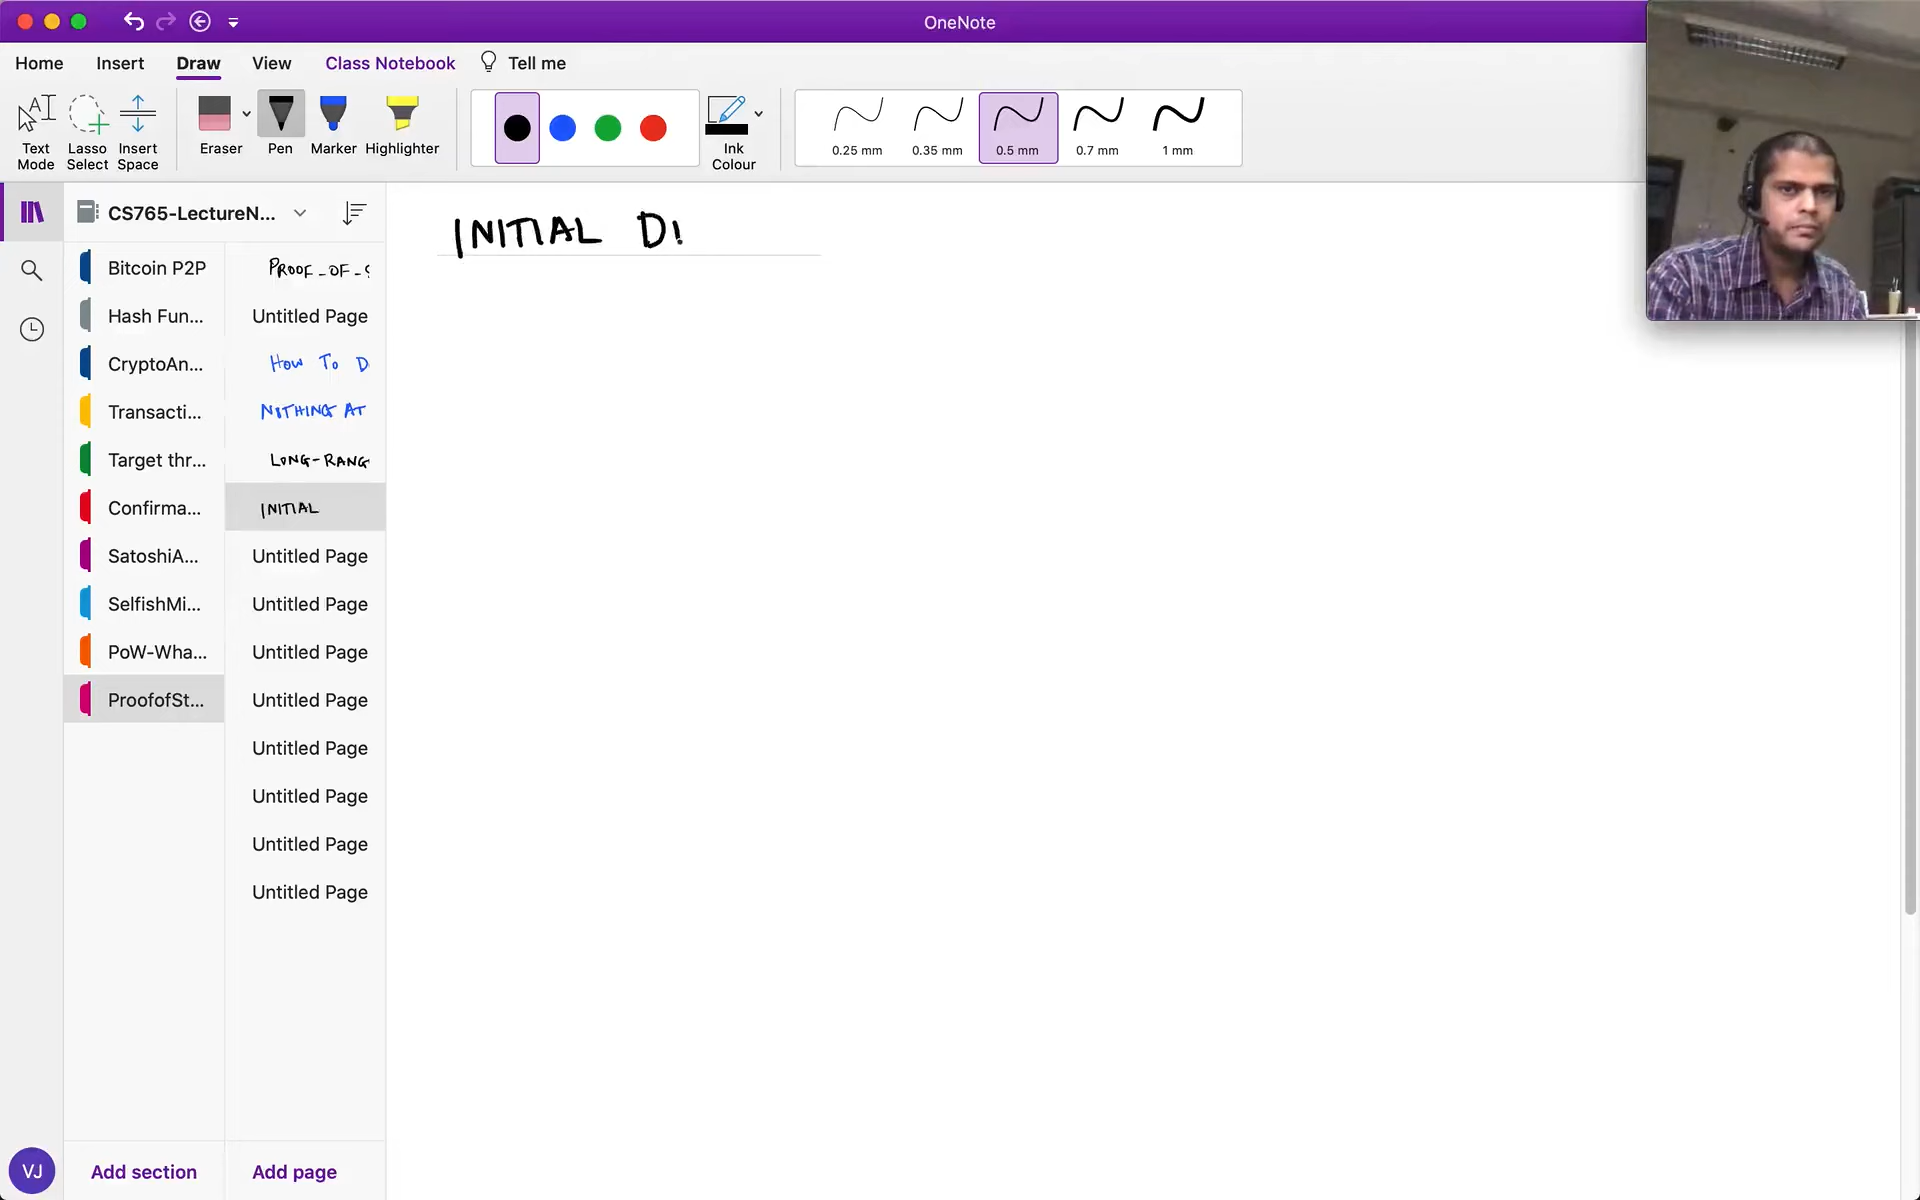 OneNote
Home Insert Draw View Class Notebook Tell me
Text Mode
Lasso Select
Insert Space
Eraser
Pen
Marker
Highlighter
Ink Colour
0.25 mm
0.35 mm
0.5 mm
0.7 mm
1 mm
CS765-LectureN...
Bitcoin P2P
Hash Fun...
CryptoAn...
Transacti...
Target thr...
Confirma...
SatoshiA...
SelfishMi...
PoW-Wha...
ProofofSt...
PROOF-OF-S
Untitled Page
HOW TO D
NOTHING AT
LONG-RANG
INITIAL
Untitled Page
Untitled Page
Untitled Page
Untitled Page
Untitled Page
Untitled Page
Untitled Page
Untitled Page
INITIAL DI
VJ
Add section
Add page